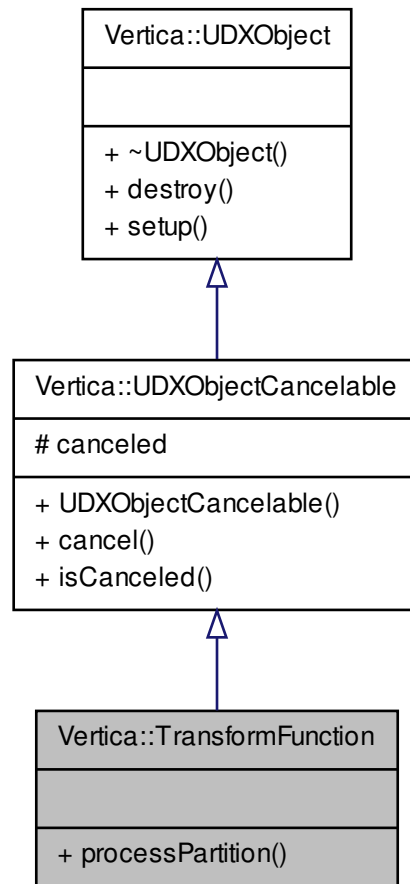 Vertica::UDXObject
+ ~UDXObject()
+ destroy()
+ setup()
Vertica::UDXObjectCancelable
# canceled
+ UDXObjectCancelable()
+ cancel()
+ isCanceled()
Vertica::TransformFunction
+ processPartition()